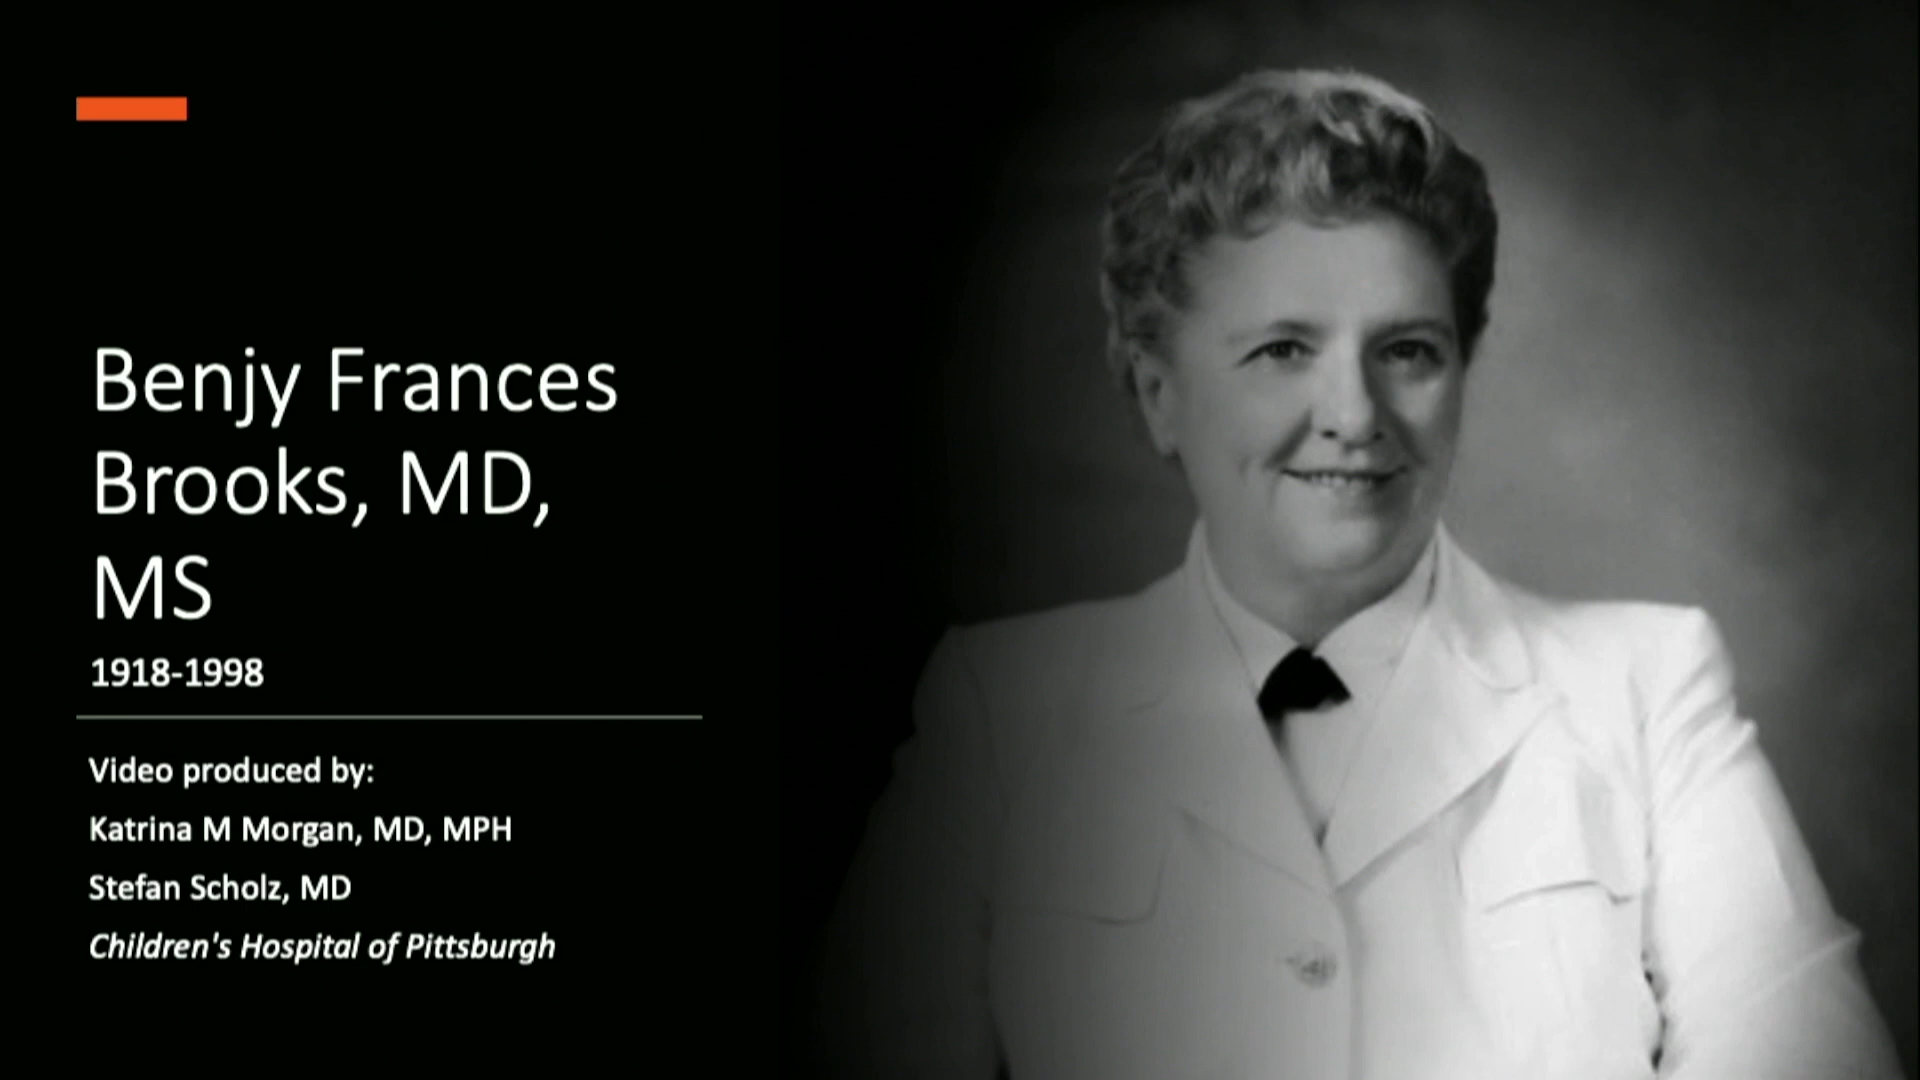 Benjy Frances
Brooks, MD,
MS
1918-1998
Video produced by:
Katrina M Morgan, MD, MPH
Stefan Scholz, MD
Children's Hospital of Pittsburgh